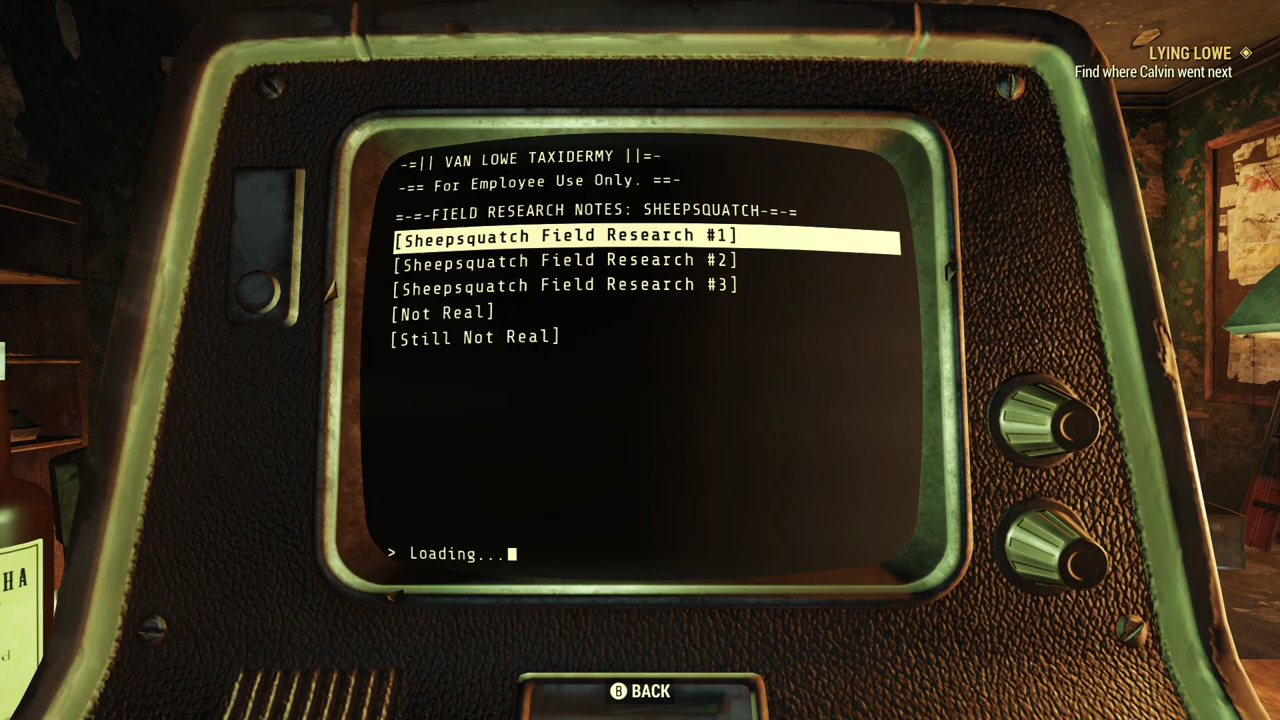 LYING LOWE
Find where Calvin went next
-=|| VAN LOWE TAXIDERMY ||=-
-== For Employee Use Only. ==-
=-=-FIELD RESEARCH NOTES: SHEEPSQUATCH-=-=
[Sheepsquatch Field Research #1]
[Sheepsquatch Field Research #2]
[Sheepsquatch Field Research #3]
[Not Real]
[Still Not Real]
> Loading...
HA
d
B BACK